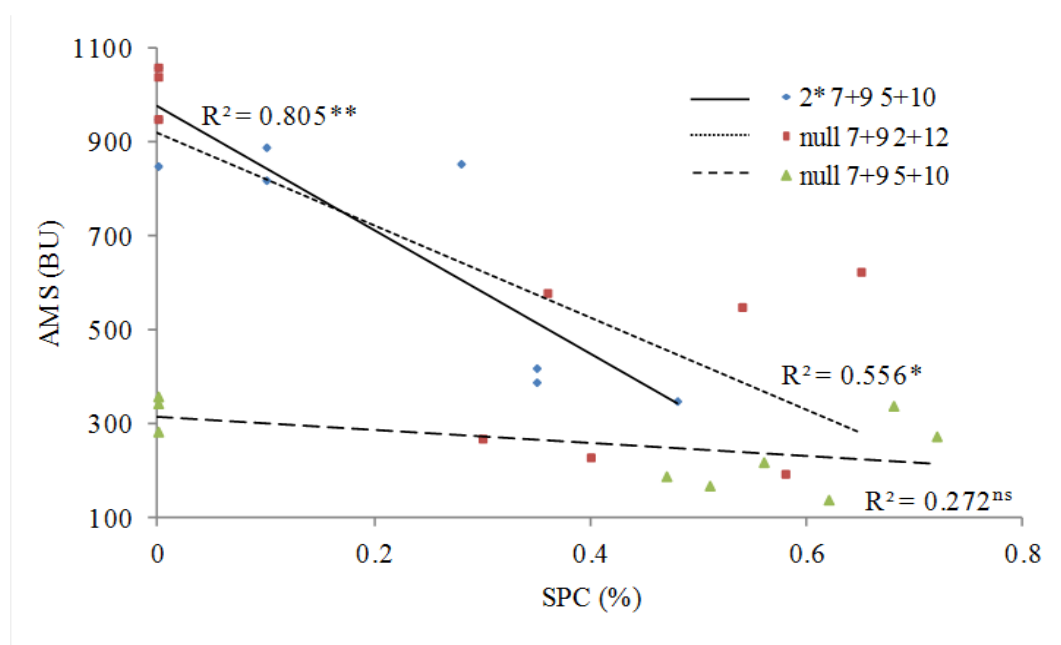 1100
900
700
500
300
100
AMS (BU)
R² = 0.805**
2* 7+9 5+10
null 7+9 2+12
null 7+9 5+10
R² = 0.556*
R² = 0.272ⁿˢ
0
0.2
0.4
0.6
0.8
SPC (%)